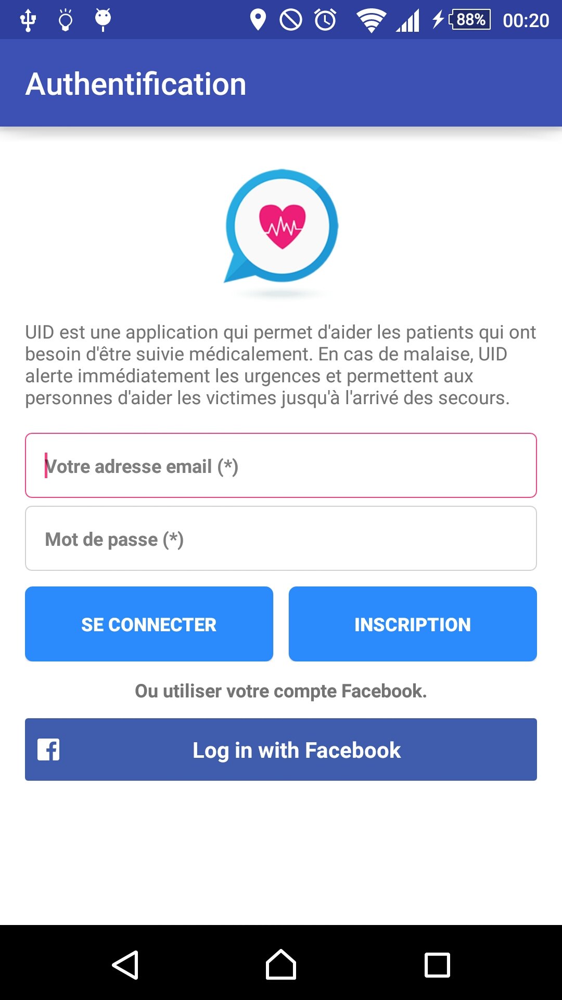 88% 00:20
Authentification
UID est une application qui permet d'aider les patients qui ont
besoin d'être suivie médicalement. En cas de malaise, UID
alerte immédiatement les urgences et permettent aux
personnes d'aider les victimes jusqu'à l'arrivé des secours.
Votre adresse email (*)
Mot de passe (*)
SE CONNECTER
INSCRIPTION
Ou utiliser votre compte Facebook.
Log in with Facebook